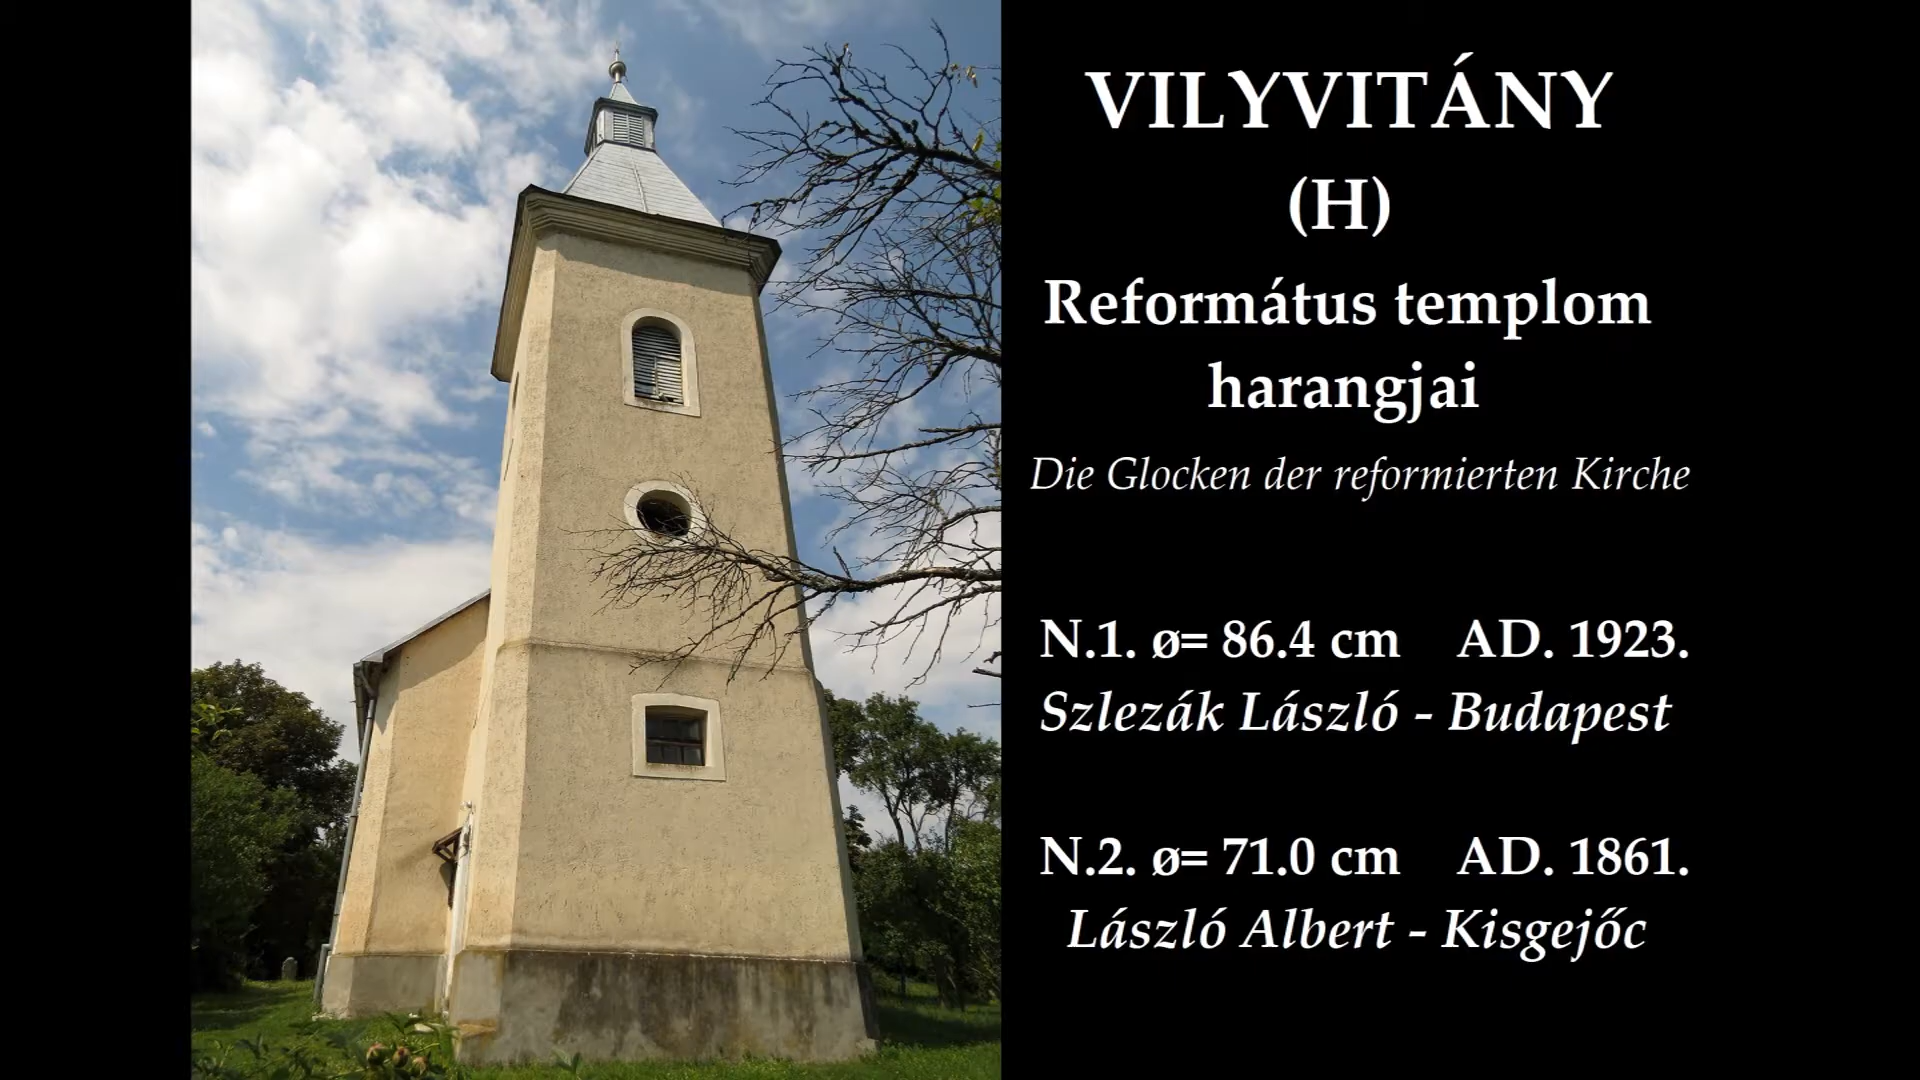 VILYVITÁNY
(H)
Református templom
harangjai
Die Glocken der reformierten Kirche
N.1. ø= 86.4 cm AD. 1923.
Szlezák László - Budapest
N.2. ø= 71.0 cm AD. 1861.
László Albert - Kisgejőc